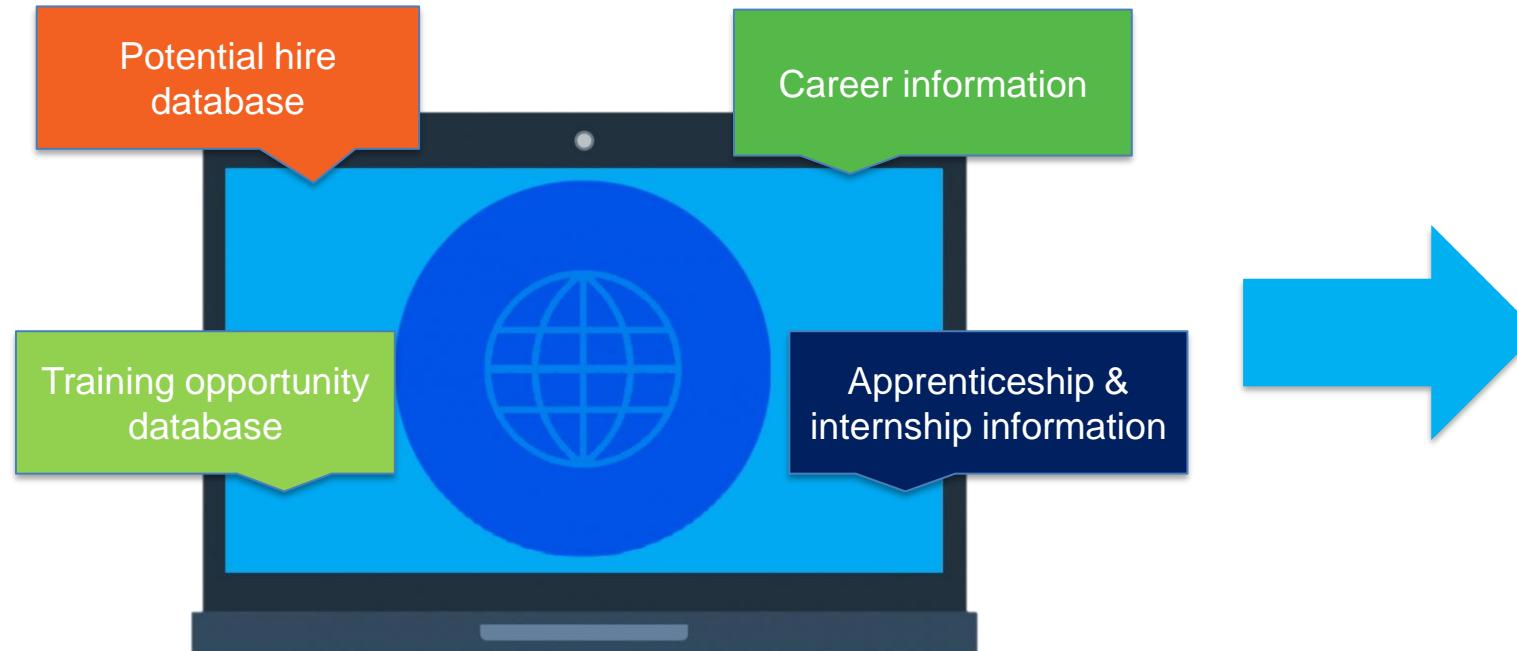 Potential hire
database
Career information
Training opportunity
database
Apprenticeship &
internship information